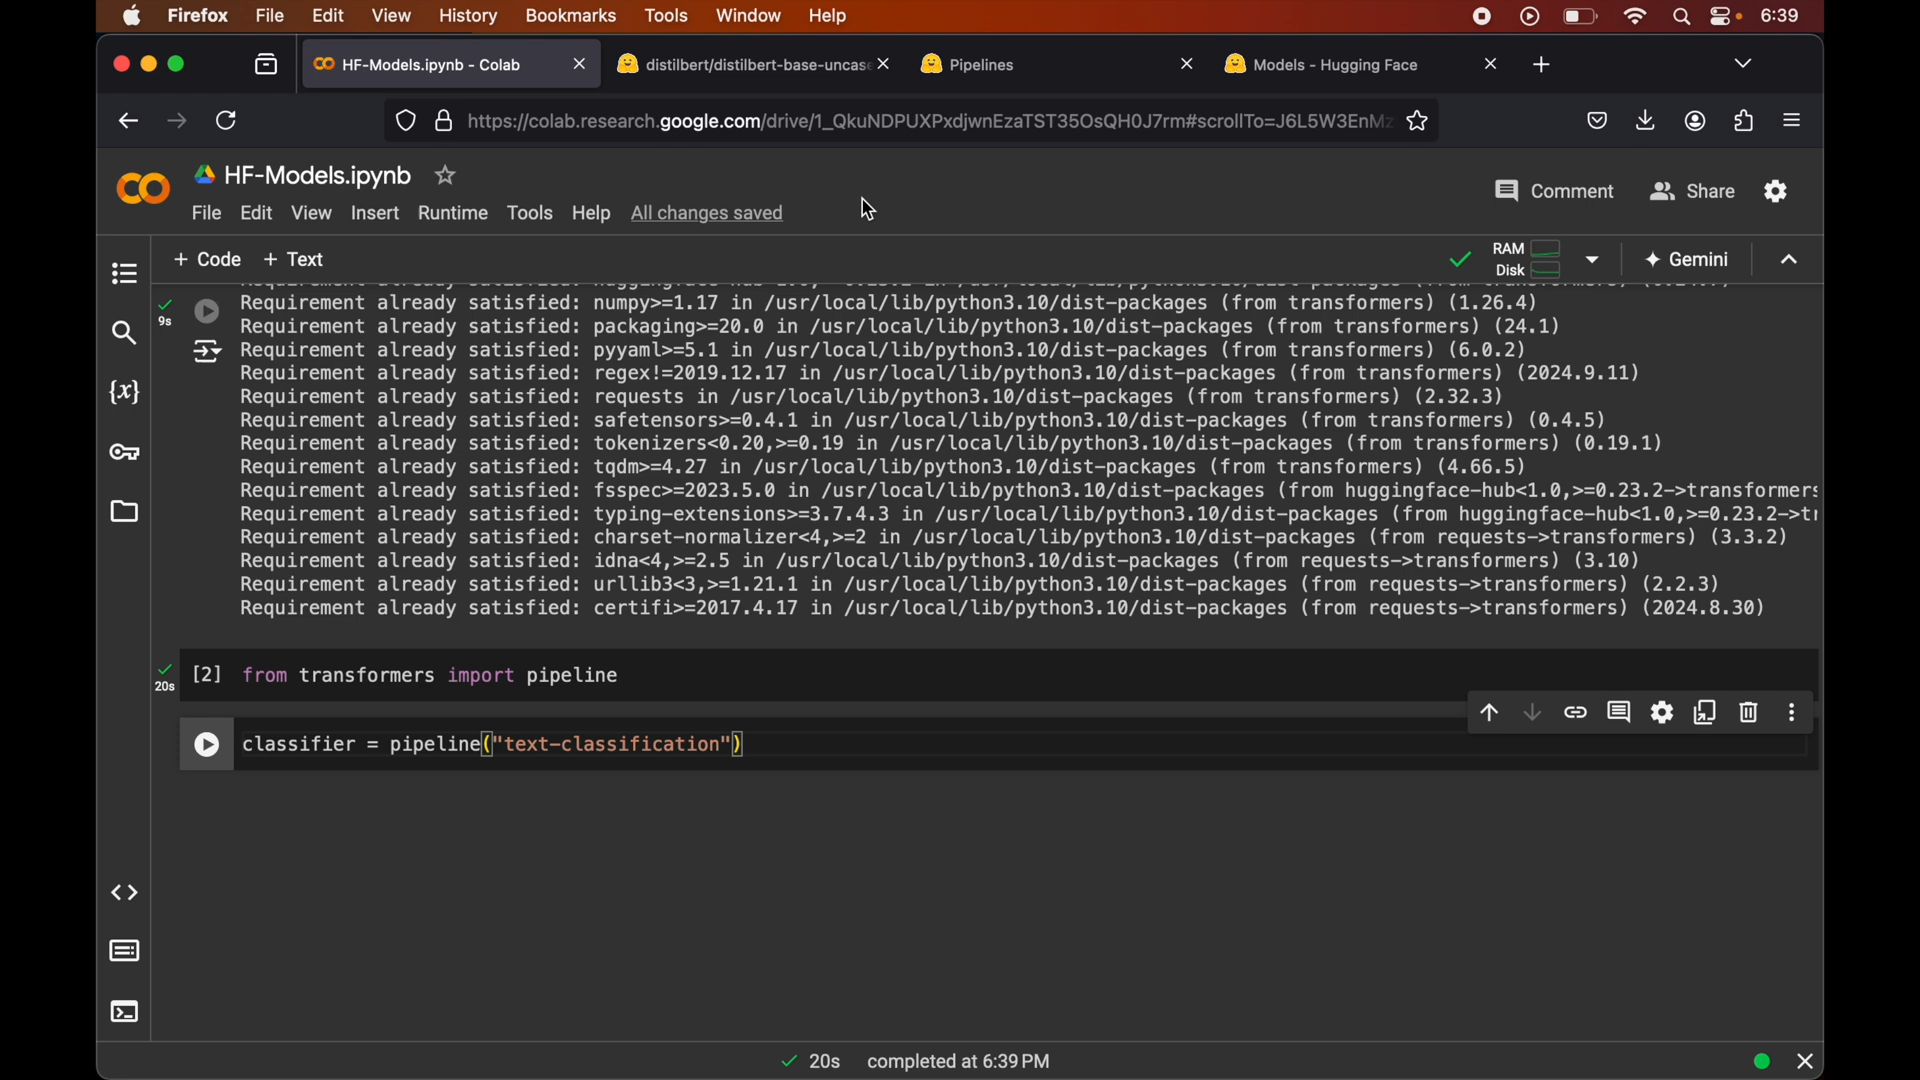 Firefox File Edit View History Bookmarks Tools Window Help 6:39
HF-Models.ipynb - Colab distilbert/distilbert-base-uncase Pipelines Models - Hugging Face
https://colab.research.google.com/drive/1_QkuNDPUXPxdjwnEzaTST35OsQH0J7rm#scrollTo=J6L5W3EnMz
HF-Models.ipynb
Comment Share
File Edit View Insert Runtime Tools Help All changes saved
+ Code + Text RAM Disk Gemini
9s
Requirement already satisfied: numpy>=1.17 in /usr/local/lib/python3.10/dist-packages (from transformers) (1.26.4)
Requirement already satisfied: packaging>=20.0 in /usr/local/lib/python3.10/dist-packages (from transformers) (24.1)
Requirement already satisfied: pyyaml>=5.1 in /usr/local/lib/python3.10/dist-packages (from transformers) (6.0.2)
Requirement already satisfied: regex!=2019.12.17 in /usr/local/lib/python3.10/dist-packages (from transformers) (2024.9.11)
Requirement already satisfied: requests in /usr/local/lib/python3.10/dist-packages (from transformers) (2.32.3)
Requirement already satisfied: safetensors>=0.4.1 in /usr/local/lib/python3.10/dist-packages (from transformers) (0.4.5)
Requirement already satisfied: tokenizers<0.20,>=0.19 in /usr/local/lib/python3.10/dist-packages (from transformers) (0.19.1)
Requirement already satisfied: tqdm>=4.27 in /usr/local/lib/python3.10/dist-packages (from transformers) (4.66.5)
Requirement already satisfied: fsspec>=2023.5.0 in /usr/local/lib/python3.10/dist-packages (from huggingface-hub<1.0,>=0.23.2->transformers
Requirement already satisfied: typing-extensions>=3.7.4.3 in /usr/local/lib/python3.10/dist-packages (from huggingface-hub<1.0,>=0.23.2->tr
Requirement already satisfied: charset-normalizer<4,>=2 in /usr/local/lib/python3.10/dist-packages (from requests->transformers) (3.3.2)
Requirement already satisfied: idna<4,>=2.5 in /usr/local/lib/python3.10/dist-packages (from requests->transformers) (3.10)
Requirement already satisfied: urllib3<3,>=1.21.1 in /usr/local/lib/python3.10/dist-packages (from requests->transformers) (2.2.3)
Requirement already satisfied: certifi>=2017.4.17 in /usr/local/lib/python3.10/dist-packages (from requests->transformers) (2024.8.30)
20s [2] from transformers import pipeline
classifier = pipeline("text-classification")
20s completed at 6:39 PM